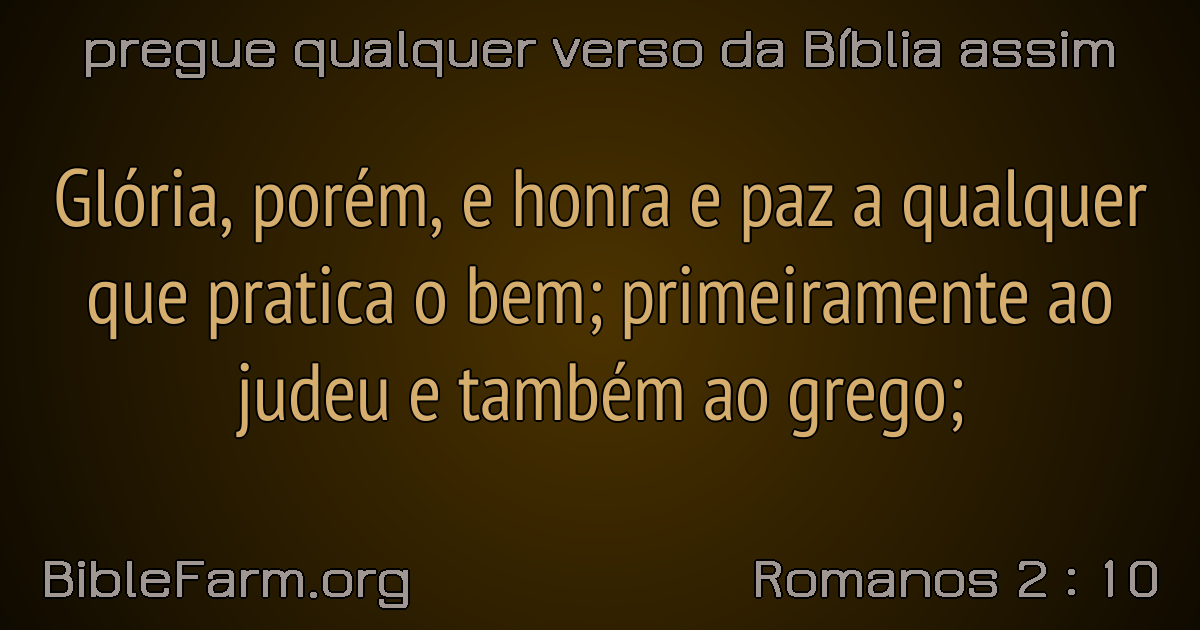 pregue qualquer verso da Bíblia assim
Glória, porém, e honra e paz a qualquer
que pratica o bem; primeiramente ao
judeu e também ao grego;
BibleFarm.org
Romanos 2 : 10